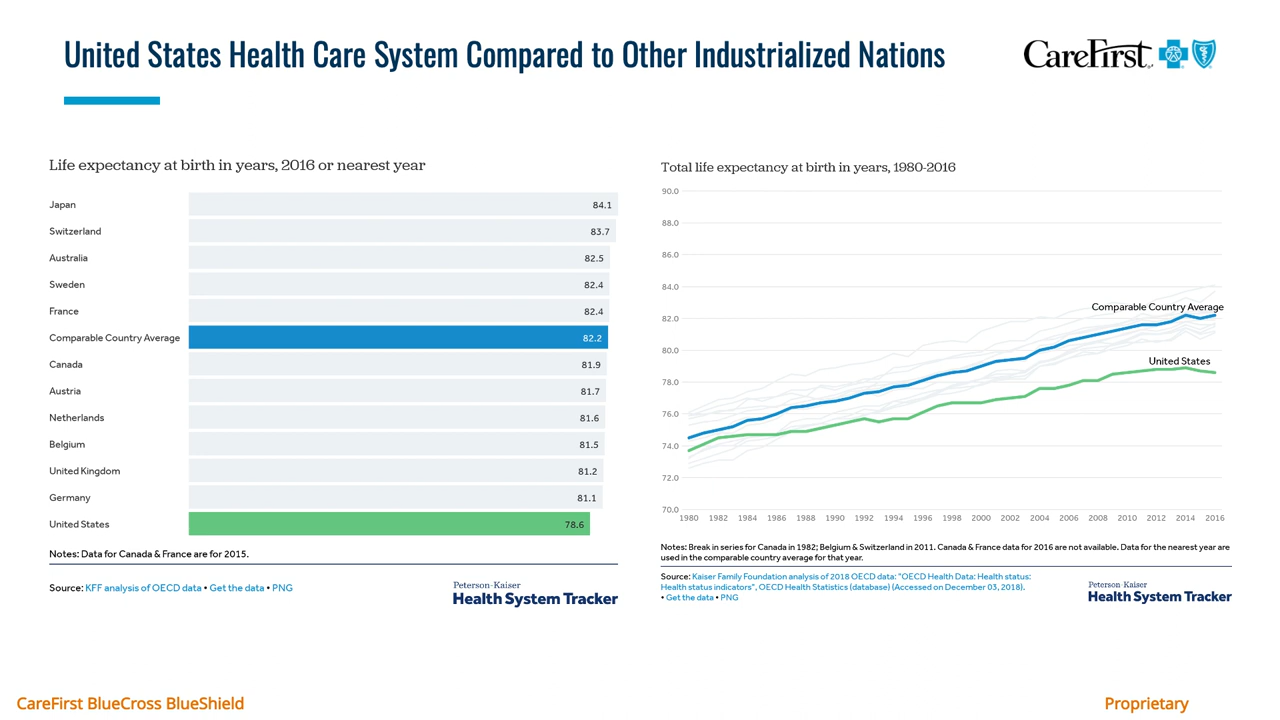 United States Health Care System Compared to Other Industrialized Nations
CareFirst
Life expectancy at birth in years, 2016 or nearest year
Japan 84.1
Switzerland 83.7
Australia 82.5
Sweden 82.4
France 82.4
Comparable Country Average 82.2
Canada 81.9
Austria 81.7
Netherlands 81.6
Belgium 81.5
United Kingdom 81.2
Germany 81.1
United States 78.6
Notes: Data for Canada & France are for 2015.
Source: KFF analysis of OECD data • Get the data • PNG
Peterson-Kaiser
Health System Tracker
Total life expectancy at birth in years, 1980-2016
90.0
88.0
86.0
84.0
Comparable Country Average
82.0
80.0
United States
78.0
76.0
74.0
72.0
70.0
1980 1982 1984 1986 1988 1990 1992 1994 1996 1998 2000 2002 2004 2006 2008 2010 2012 2014 2016
Notes: Break in series for Canada in 1982; Belgium & Switzerland in 2011. Canada & France data for 2016 are not available. Data for the nearest year are
used in the comparable country average for that year.
Source: Kaiser Family Foundation analysis of 2018 OECD data: "OECD Health Data: Health status:
Health status indicators", OECD Health Statistics (database) (Accessed on December 03, 2018).
• Get the data • PNG
Peterson-Kaiser
Health System Tracker
CareFirst BlueCross BlueShield
Proprietary